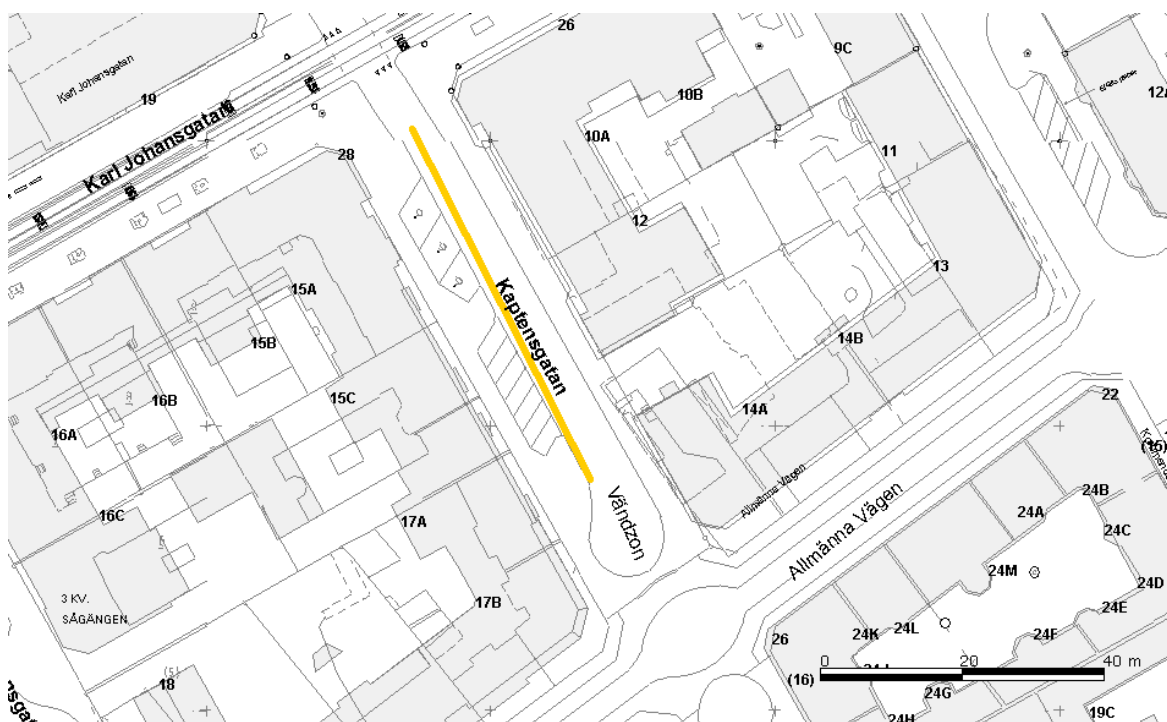 26
9C
Karl Johansgatan
19
10B
12A
Karl Johansgatan
10A
28
11
12
13
15A
Kaptensgatan
15B
14B
15C
16B
14A
22
16A
(15)
Allmänna Vägen
24B
Vändzon
16C
17A
24A
Allmänna Vägen
24C
24M
24D
3 KV.
SÅGÄNGEN
17B
24E
24L
24K
24F
26
0 20 40 m
(5)
18
(16)
24G
19C
24H